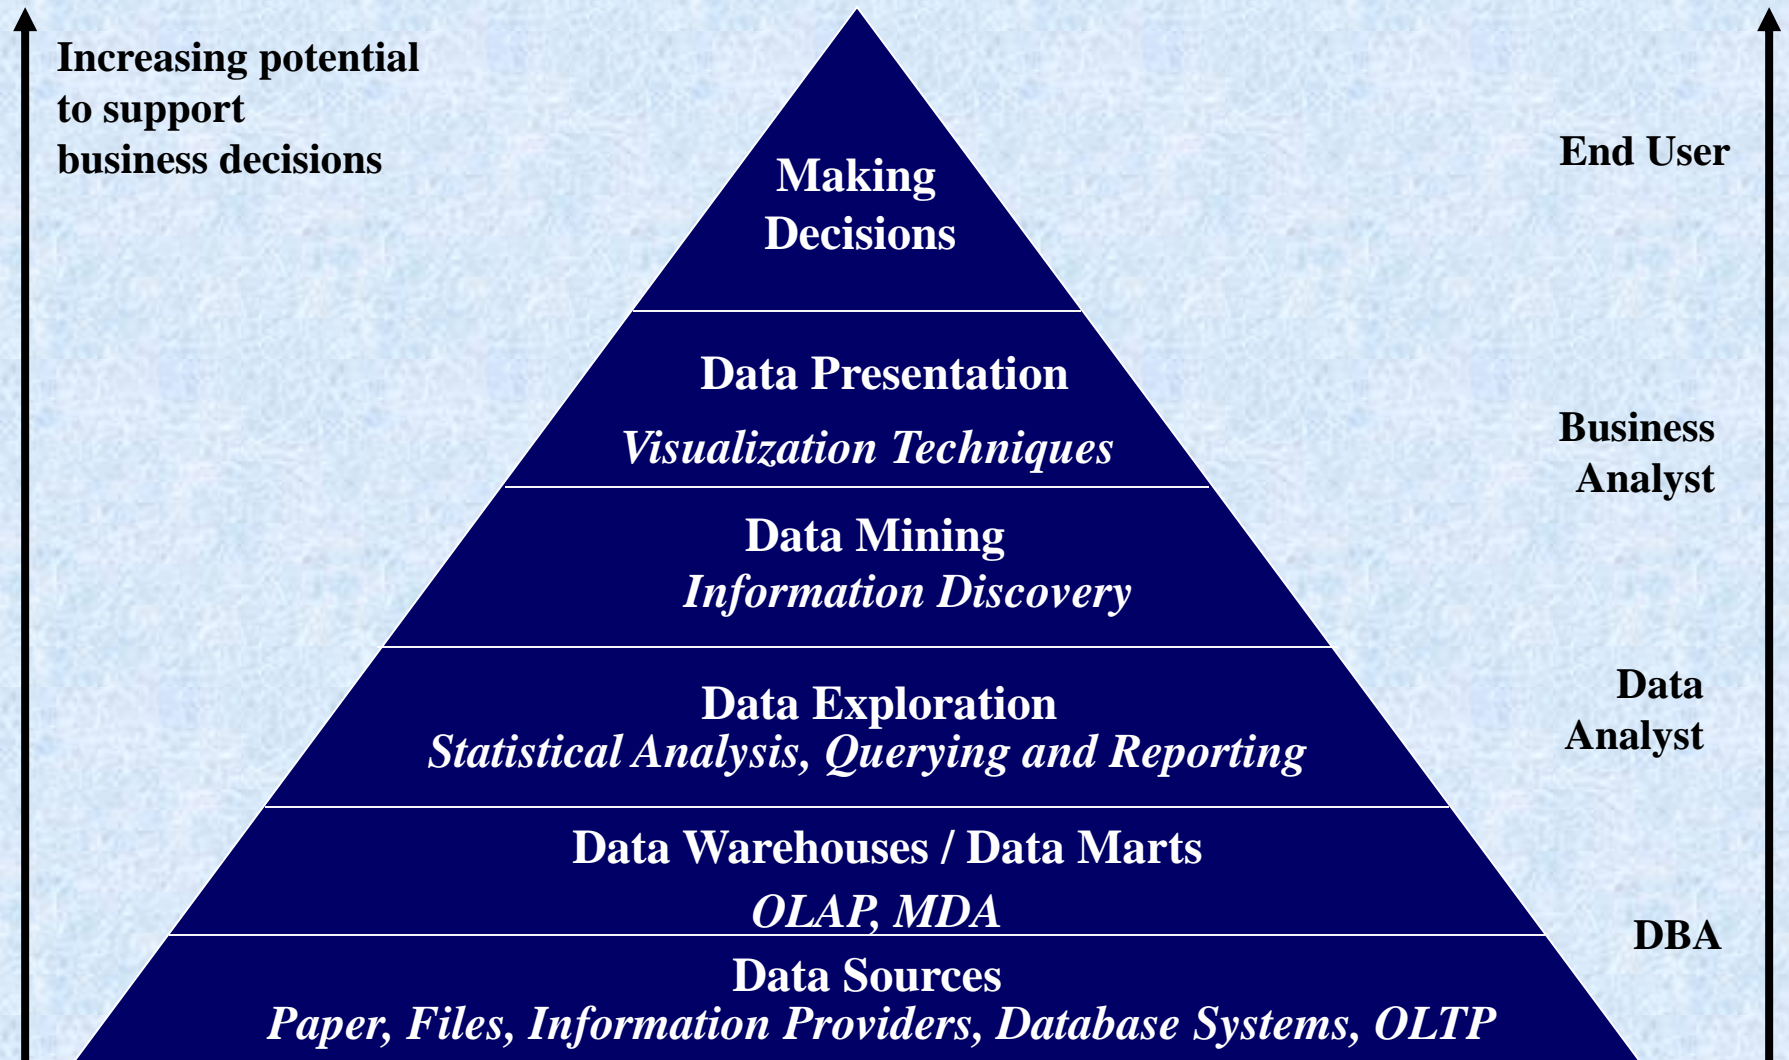 Increasing potential
to support
business decisions
End User
Making
Decisions
Data Presentation
Visualization Techniques
Business
Analyst
Data Mining
Information Discovery
Data Exploration
Statistical Analysis, Querying and Reporting
Data
Analyst
Data Warehouses / Data Marts
OLAP, MDA
DBA
Data Sources
Paper, Files, Information Providers, Database Systems, OLTP